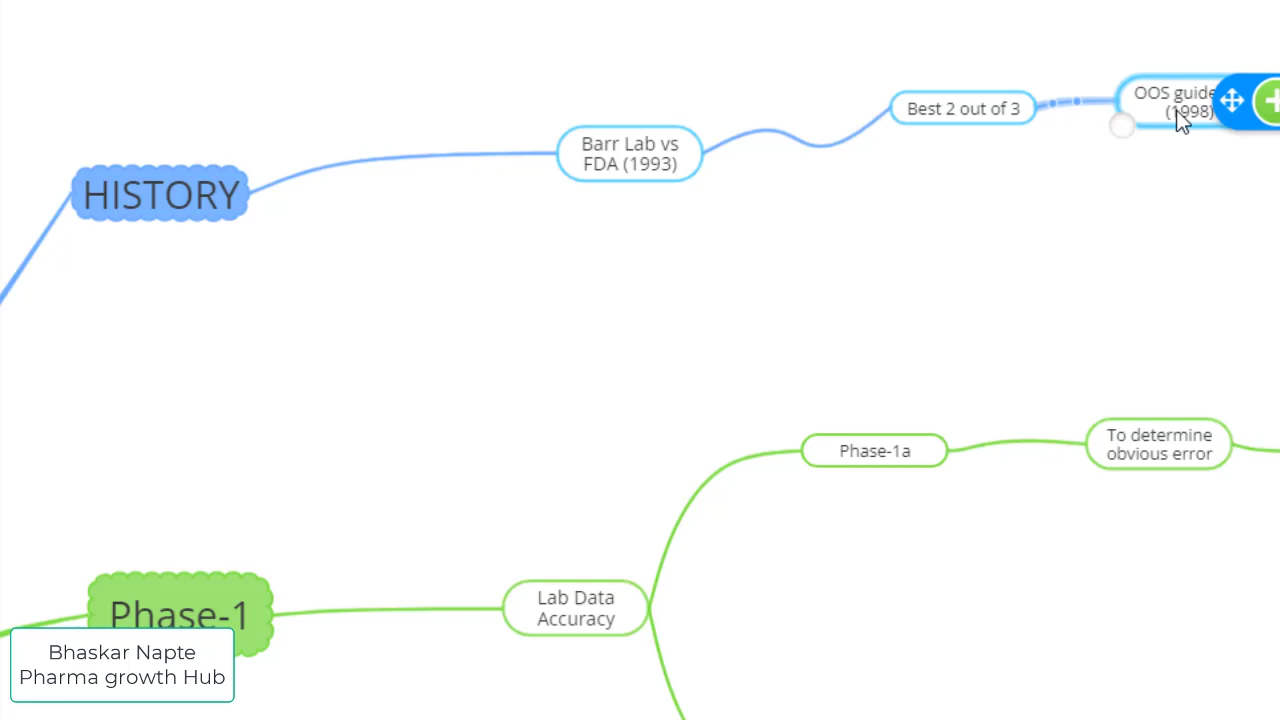 OOS guide
(1998)
Best 2 out of 3
Barr Lab vs
FDA (1993)
HISTORY
Phase-1a
To determine
obvious error
Lab Data
Accuracy
Phase-1
Bhaskar Napte
Pharma growth Hub